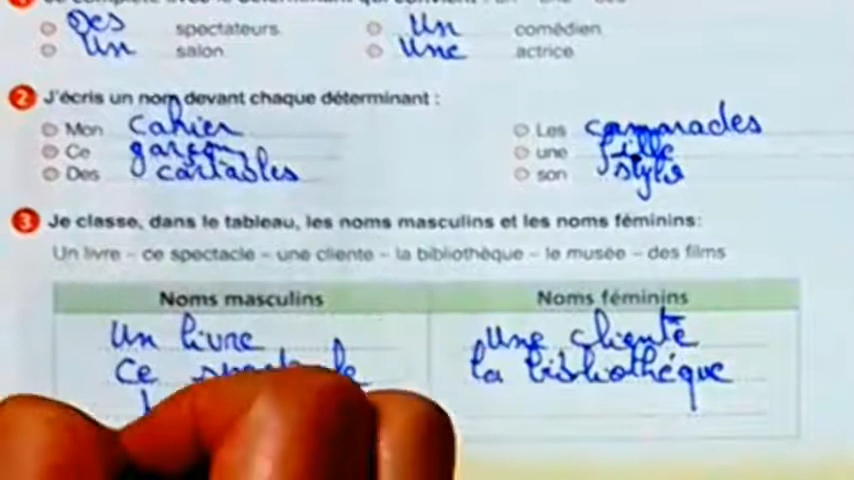 Des spectateurs Un comédien
Un salon Une actrice
2 J'écris un nom devant chaque déterminant :
Mon cahier Les camarades
Ce garçon une fille
Des cartables son stylo
3 Je classe, dans le tableau, les noms masculins et les noms féminins:
Un livre – ce spectacle – une cliente – la bibliothèque – le musée – des films
Noms masculins Noms féminins
Un livre une cliente
Ce spectacle la bibliothéque